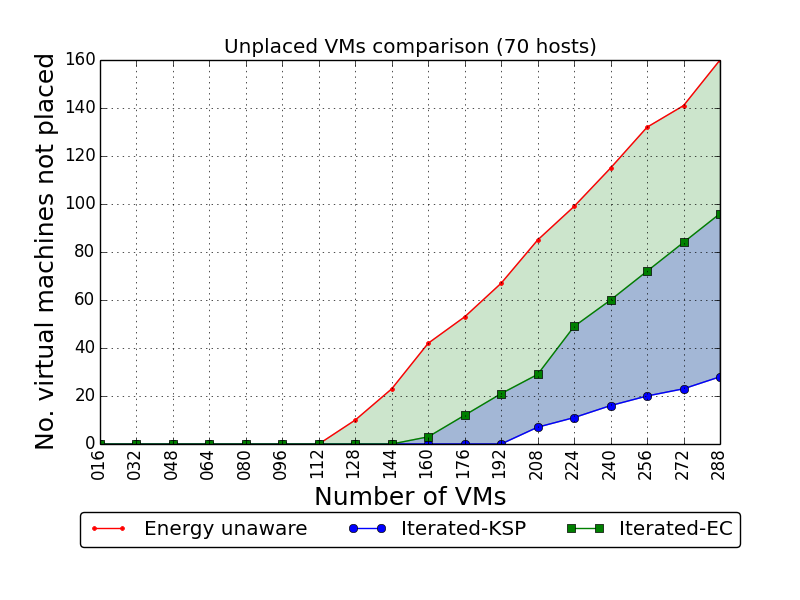 Unplaced VMs comparison (70 hosts)
No. virtual machines not placed
160
140
120
100
80
60
40
20
0
016 032 048 064 080 096 112 128 144 160 176 192 208 224 240 256 272 288
Number of VMs
Energy unaware Iterated-KSP Iterated-EC